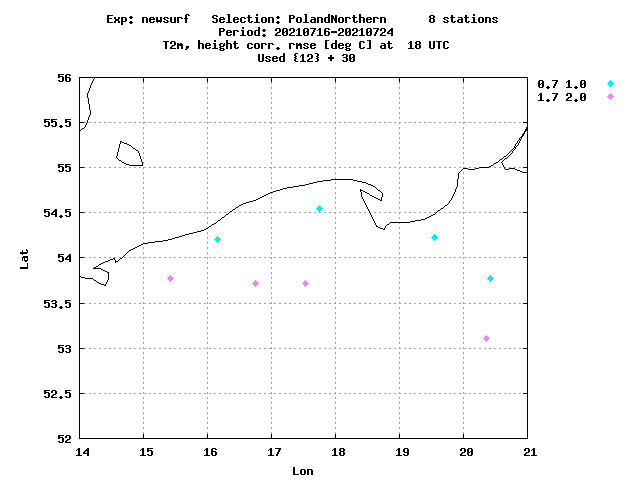 Exp: newsurf Selection: PolandNorthern 8 stations
Period: 20210716-20210724
T2m, height corr. rmse [deg C] at 18 UTC
Used {12} + 30
0.7 1.0
1.7 2.0
56
55.5
55
54.5
54
53.5
53
52.5
52
Lat
14 15 16 17 18 19 20 21
Lon